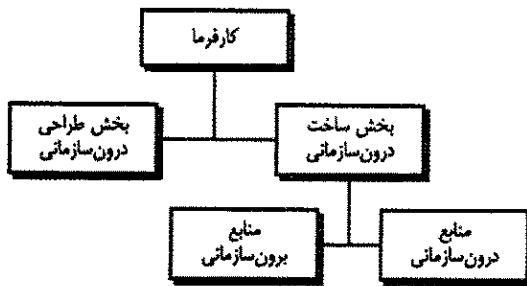 کارفرما
بخش ساخت
درون‌سازمانی
بخش طراحی
درون‌سازمانی
منابع
درون‌سازمانی
منابع
برون‌سازمانی